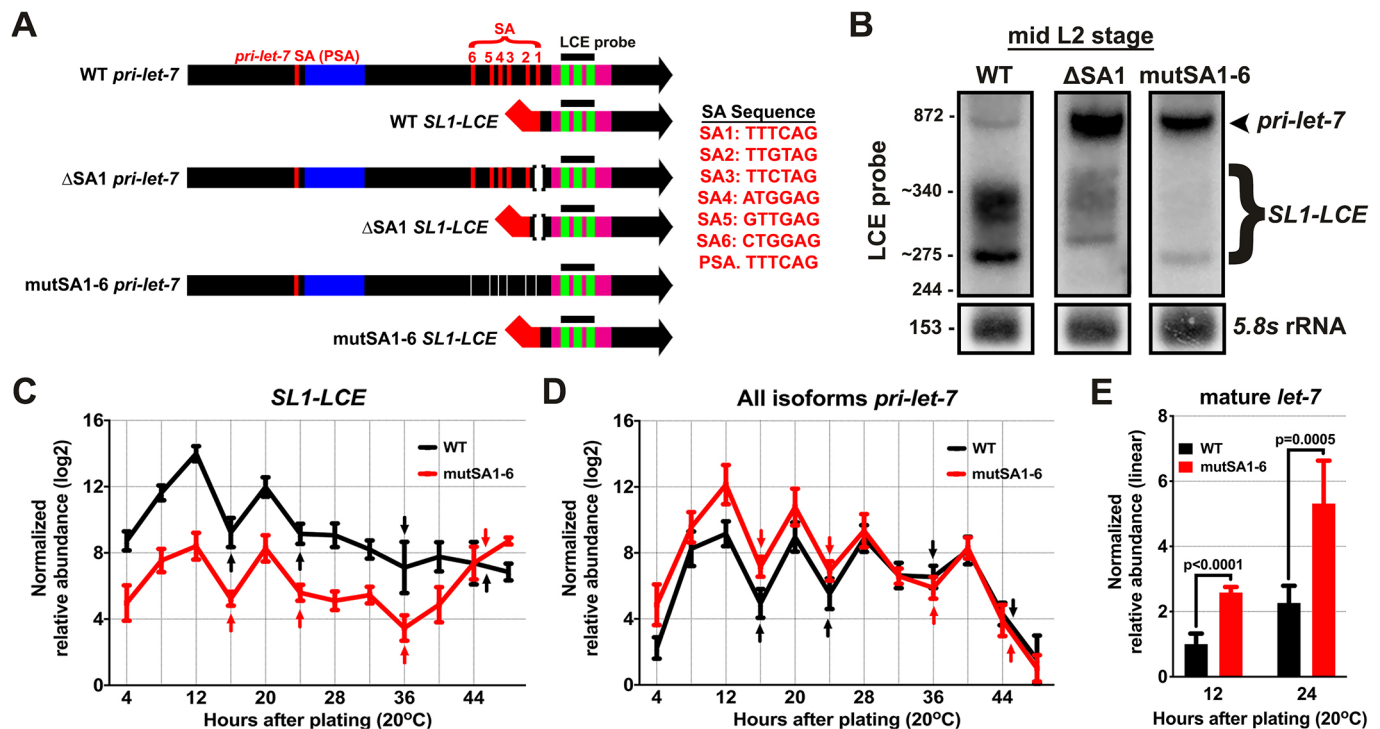 A
SA
LCE probe
pri-let-7 SA (PSA)
6 5 4 3 2 1
WT pri-let-7
WT SL1-LCE
ΔSA1 pri-let-7
ΔSA1 SL1-LCE
mutSA1-6 pri-let-7
mutSA1-6 SL1-LCE
SA Sequence
SA1: TTTCAG
SA2: TTGTAG
SA3: TTCTAG
SA4: ATGGAG
SA5: GTTGAG
SA6: CTGGAG
PSA. TTTCAG
B
mid L2 stage
WT ΔSA1 mutSA1-6
LCE probe
872 -
~340 -
~275 -
244 -
153 -
pri-let-7
SL1-LCE
5.8s rRNA
C
SL1-LCE
Normalized
relative abundance (log2)
16
12
8
4
0
WT
mutSA1-6
4 12 20 28 36 44
Hours after plating (20ºC)
D
All isoforms pri-let-7
Normalized
relative abundance (log2)
16
12
8
4
0
WT
mutSA1-6
4 12 20 28 36 44
Hours after plating (20ºC)
E
mature let-7
Normalized
relative abundance (linear)
8
6
4
2
0
WT
mutSA1-6
p=0.0005
p<0.0001
12 24
Hours after plating (20ºC)